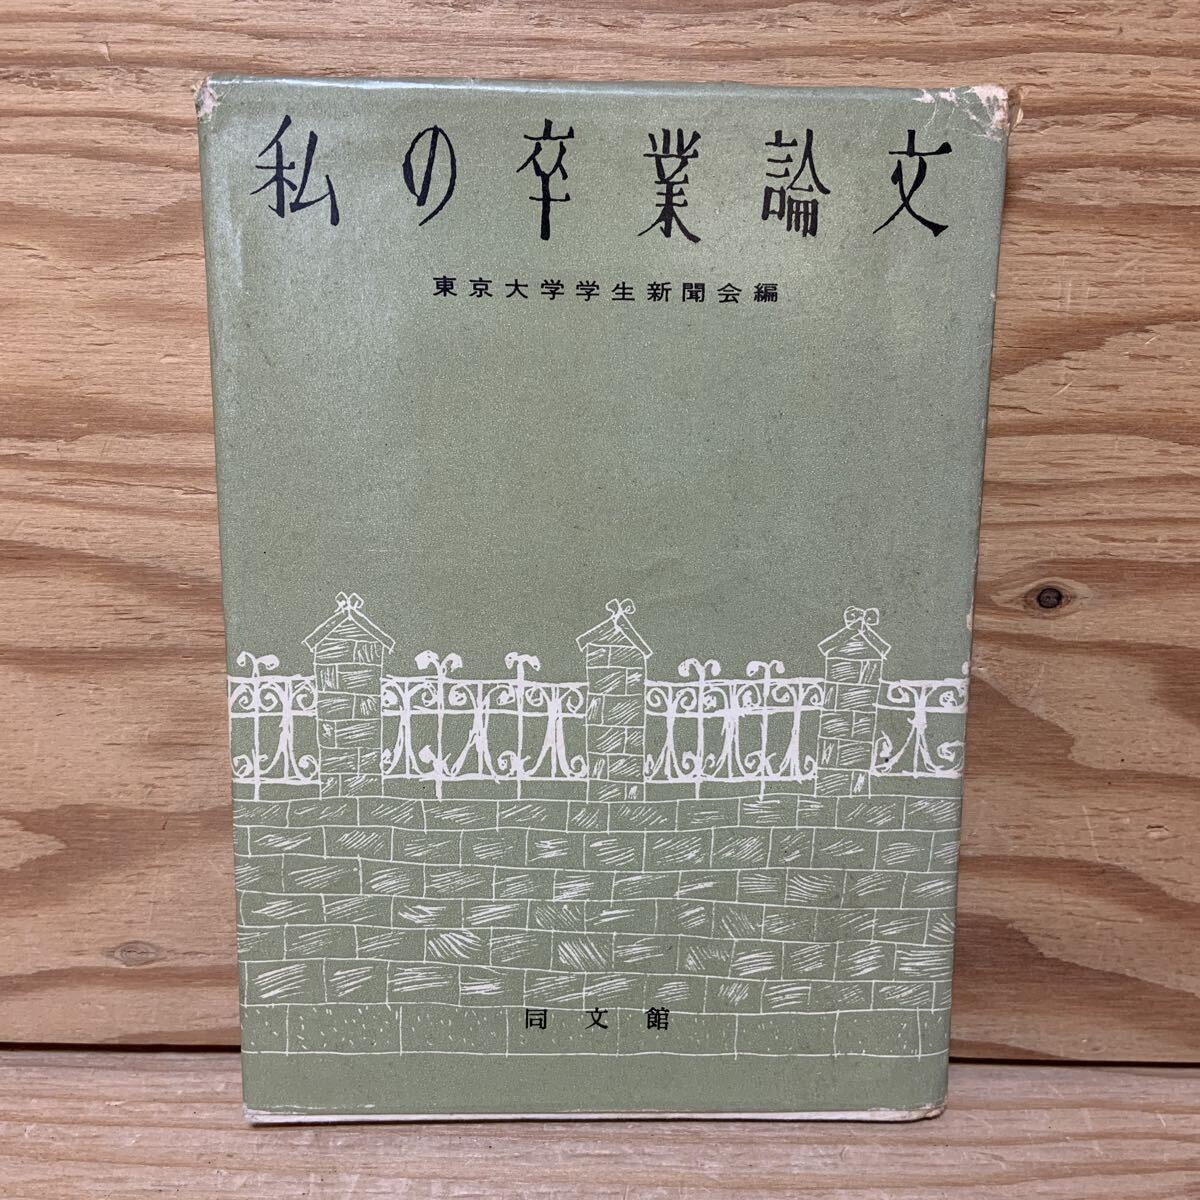 私の卒業論文
東京大学学生新聞会編
同文館